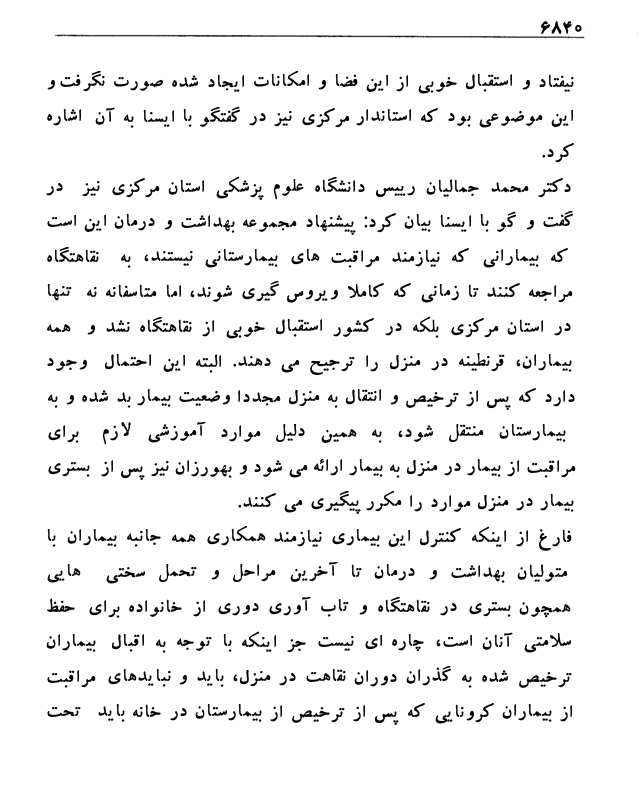 ۶۸۴۰
نیفتاد و استقبال خوبی از این فضا و امکانات ایجاد شده صورت نگرفت و
این موضوعی بود که استاندار مرکزی نیز در گفتگو با ایسنا به آن اشاره
کرد.
دکتر محمد جمالیان رییس دانشگاه علوم پزشکی استان مرکزی نیز در
گفت و گو با ایسنا بیان کرد: پیشنهاد مجموعه بهداشت و درمان این است
که بیمارانی که نیازمند مراقبت های بیمارستانی نیستند، به نقاهتگاه
مراجعه کنند تا زمانی که کاملا ویروس گیری شوند، اما متاسفانه نه تنها
در استان مرکزی بلکه در کشور استقبال خوبی از نقاهتگاه نشد و همه
بیماران، قرنطینه در منزل را ترجیح می دهند. البته این احتمال وجود
دارد که پس از ترخیص و انتقال به منزل مجددا وضعیت بیمار بد شده و به
بیمارستان منتقل شود، به همین دلیل موارد آموزشی لازم برای
مراقبت از بیمار در منزل به بیمار ارائه می شود و بهورزان نیز پس از بستری
بیمار در منزل موارد را مکرر پیگیری می کنند.
فارغ از اینکه کنترل این بیماری نیازمند همکاری همه جانبه بیماران با
متولیان بهداشت و درمان تا آخرین مراحل و تحمل سختی هایی
همچون بستری در نقاهتگاه و تاب آوری دوری از خانواده برای حفظ
سلامتی آنان است، چاره ای نیست جز اینکه با توجه به اقبال بیماران
ترخیص شده به گذران دوران نقاهت در منزل، باید و نبایدهای مراقبت
از بیماران کرونایی که پس از ترخیص از بیمارستان در خانه باید تحت